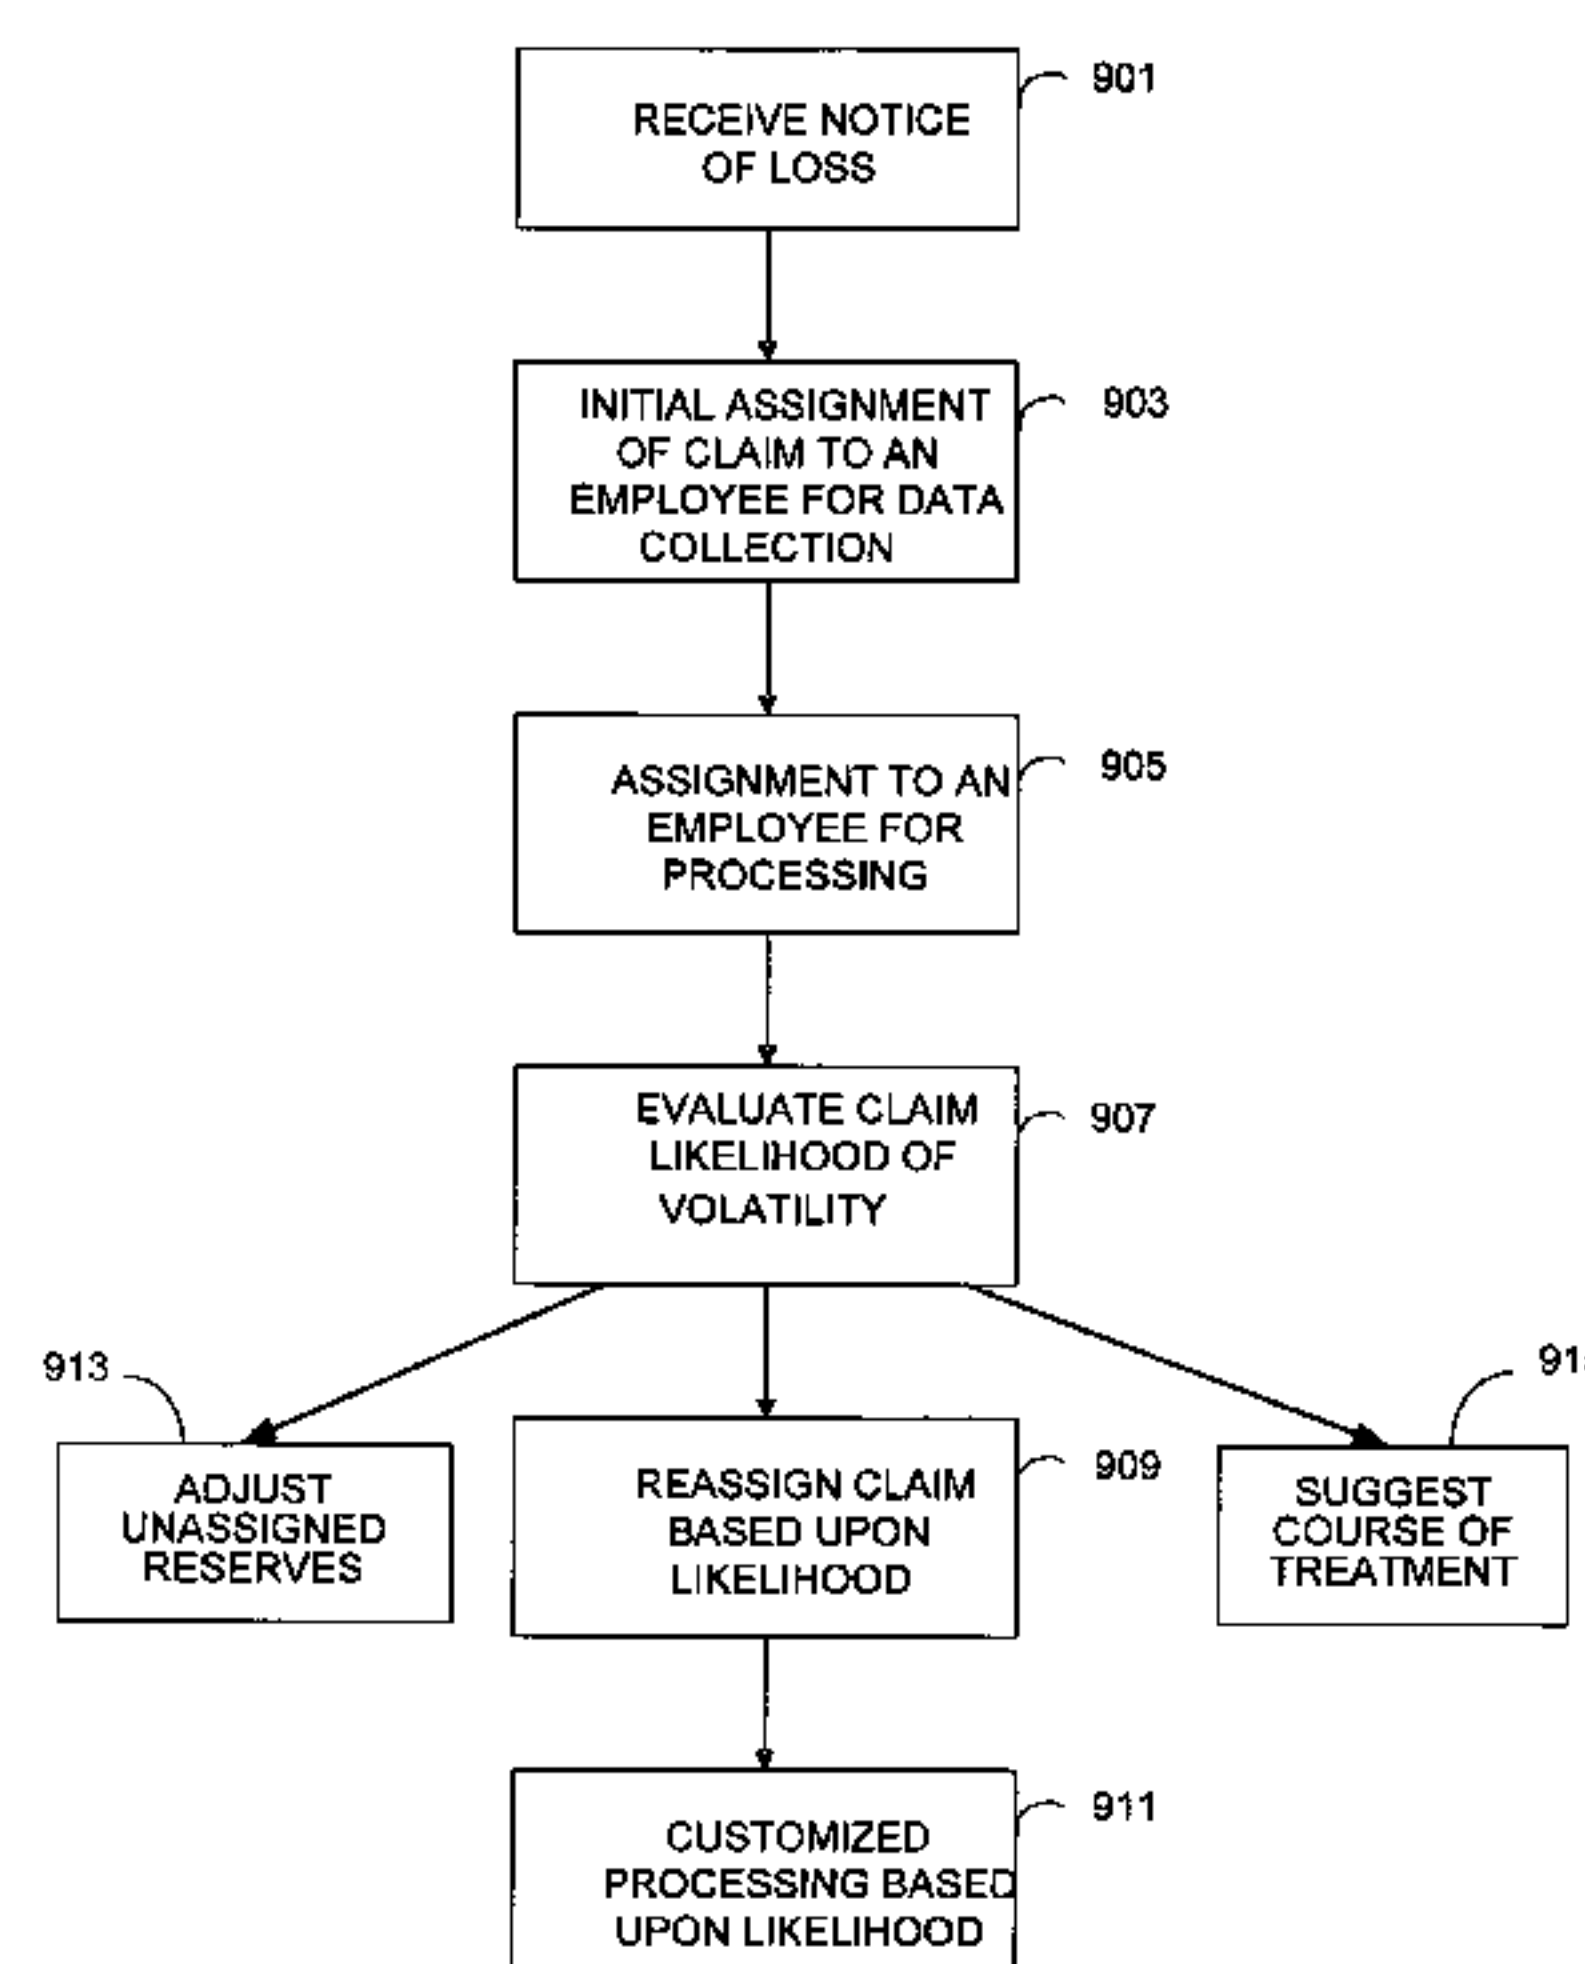 901
RECEIVE NOTICE
OF LOSS
903
INITIAL ASSIGNMENT
OF CLAIM TO AN
EMPLOYEE FOR DATA
COLLECTION
905
ASSIGNMENT TO AN
EMPLOYEE FOR
PROCESSING
907
EVALUATE CLAIM
LIKELIHOOD OF
VOLATILITY
913
ADJUST
UNASSIGNED
RESERVES
909
REASSIGN CLAIM
BASED UPON
LIKELIHOOD
SUGGEST
COURSE OF
TREATMENT
911
CUSTOMIZED
PROCESSING BASED
UPON LIKELIHOOD